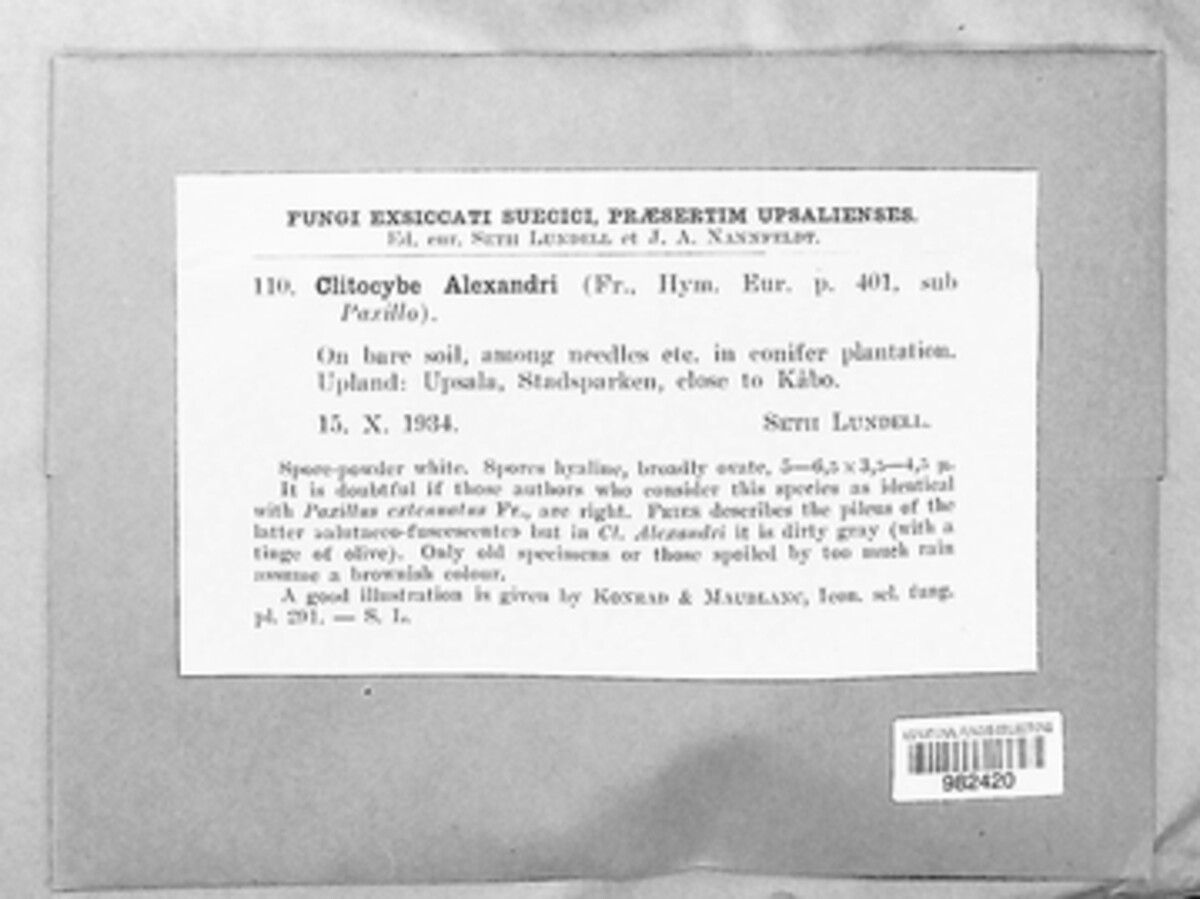 FUNGI EXSICCATI SUECICI, PRÆSERTIM UPSALIENSES.
Ed. cur. SETH LUNDELL et J. A. NANNFELDT.
110. Clitocybe Alexandri (Fr., Hym. Eur. p. 401, sub
Paxillo).
On bare soil, among needles etc. in conifer plantation.
Upland: Upsala, Stadsparken, close to Kåbo.
15. X. 1934. SETH LUNDELL.
Spore-powder white. Spores hyaline, broadly ovate, 5—6,5 x 3,5—4,5 µ.
It is doubtful if those authors who consider this species as identical
with Paxillus extenuatus Fr., are right. FRIES describes the pileus of the
latter »alutaceo-fuscescente» but in Cl. Alexandri it is dirty gray (with a
tinge of olive). Only old specimens or those spoiled by too much rain
assume a brownish colour.
A good illustration is given by KONRAD & MAUBLANC, Icon. sel. fung.
pl. 291. — S. L.
982420